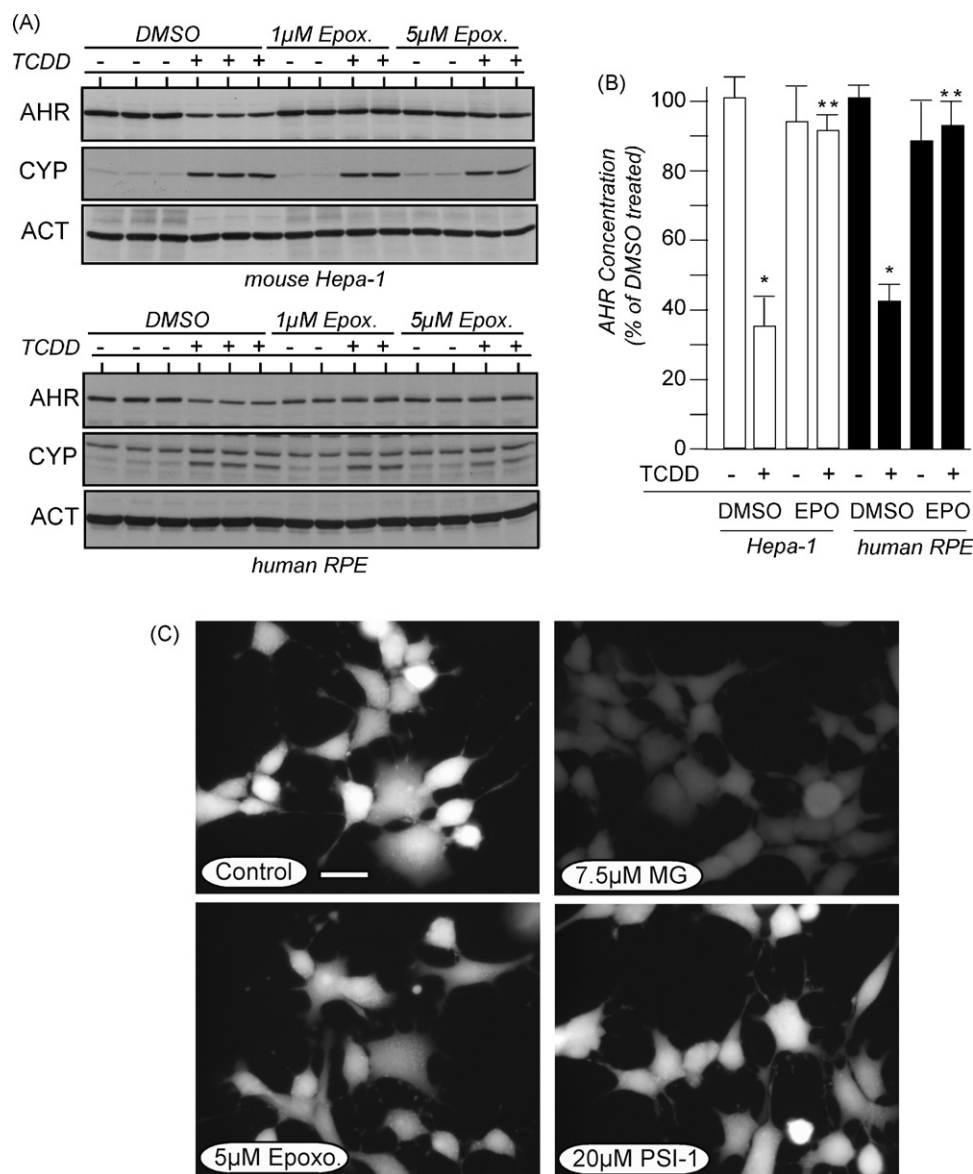 (A)
DMSO 1µM Epox. 5µM Epox.
TCDD - - - + + + - - + + - - + +
AHR
CYP
ACT
mouse Hepa-1
DMSO 1µM Epox. 5µM Epox.
TCDD - - - + + + - - + + - - + +
AHR
CYP
ACT
human RPE
(B)
AHR Concentration
(% of DMSO treated)
100
80
60
40
20
0
* ** * **
TCDD - + - + - + - +
DMSO EPO DMSO EPO
Hepa-1 human RPE
(C)
Control
7.5µM MG
5µM Epoxo.
20µM PSI-1